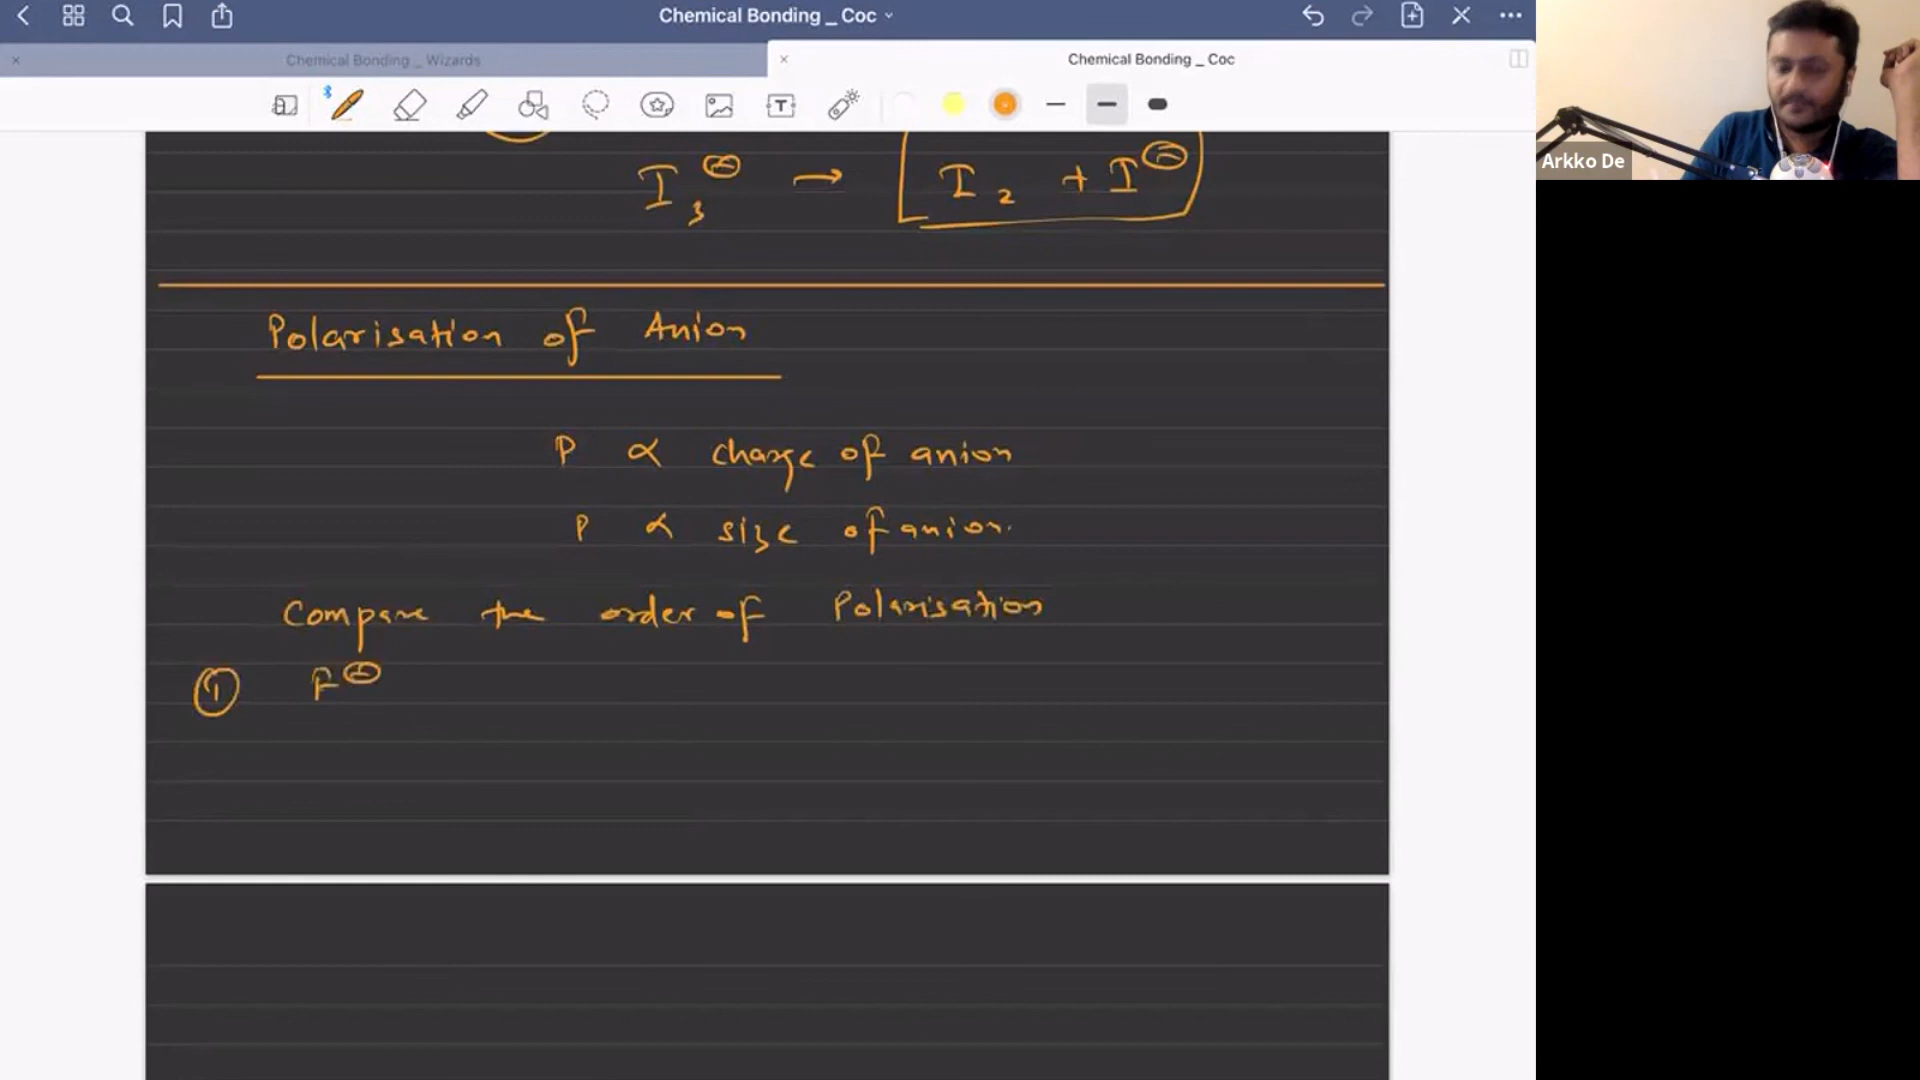 Chemical Bonding _ Coc
Chemical Bonding _ Wizards
Chemical Bonding _ Coc
Arkko De
I₃⊖ → I₂ + I⊖
Polarisation of Anion
P ∝ charge of anion
P ∝ size of anion.
Compare the order of Polarisation
① F⊖